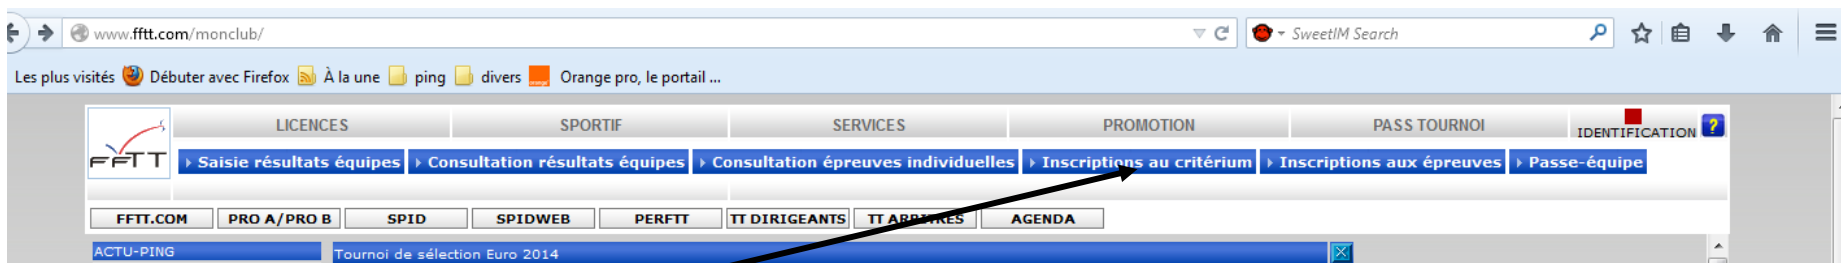 www.fftt.com/monclub/ SweetIM Search
Les plus visités Débuter avec Firefox À la une ping divers Orange pro, le portail ...
LICENCES SPORTIF SERVICES PROMOTION PASS TOURNOI IDENTIFICATION ?
FFTT Saisie résultats équipes Consultation résultats équipes Consultation épreuves individuelles Inscriptions au critérium Inscriptions aux épreuves Passe-équipe
FFTT.COM PRO A/PRO B SPID SPIDWEB PERFTT TT DIRIGEANTS TT ARBITRES AGENDA
ACTU-PING Tournoi de sélection Euro 2014